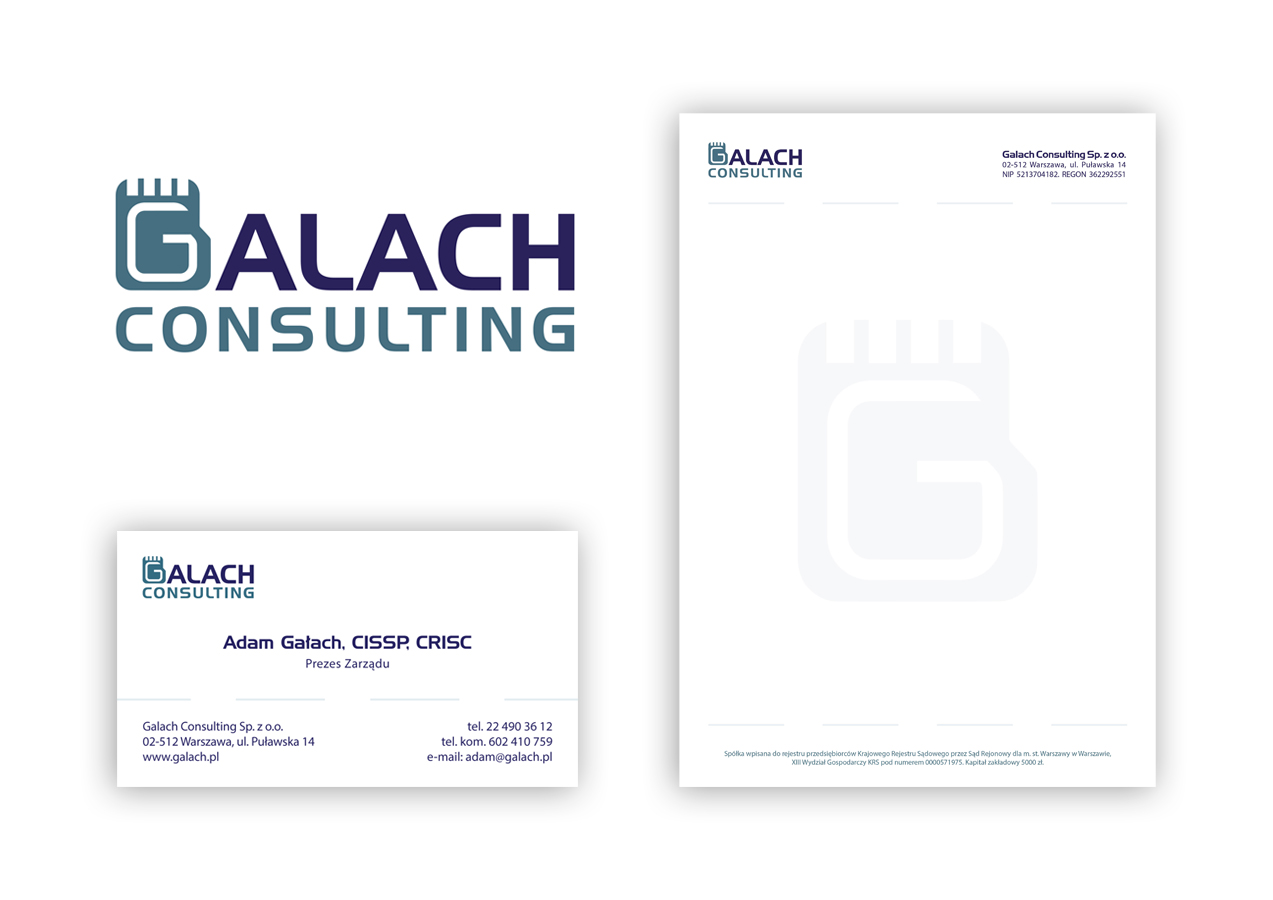 GALACH
CONSULTING
GALACH
CONSULTING
Adam Gałach, CISSP, CRISC
Prezes Zarządu
Galach Consulting Sp. z o.o.
02-512 Warszawa, ul. Puławska 14
www.galach.pl
tel. 22 490 36 12
tel. kom. 602 410 759
e-mail: adam@galach.pl
GALACH
CONSULTING
Galach Consulting Sp. z o.o.
02-512 Warszawa, ul. Puławska 14
NIP 5213704182. REGON 362292551
G
Spółka wpisana do rejestru przedsiębiorców Krajowego Rejestru Sądowego przez Sąd Rejonowy dla m. st. Warszawy w Warszawie,
XIII Wydział Gospodarczy KRS pod numerem 0000571975. Kapitał zakładowy 5000 zł.